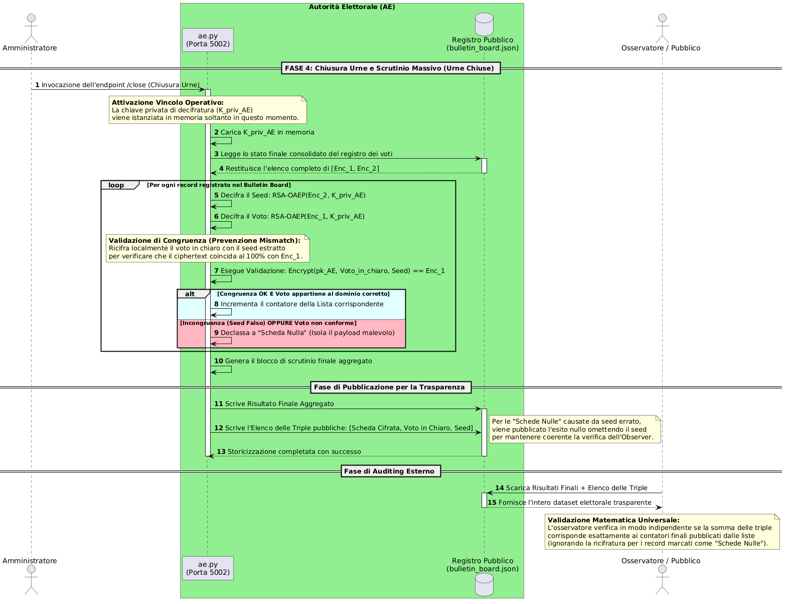 Autorità Elettorale (AE)
Amministratore
ae.py
(Porta 5002)
Registro Pubblico
(bulletin_board.json)
Osservatore / Pubblico
FASE 4: Chiusura Urne e Scrutinio Massivo (Urne Chiuse)
1 Invocazione dell'endpoint /close (Chiusura Urne)
Attivazione Vincolo Operativo:
La chiave privata di decifratura (K_priv_AE)
viene istanziata in memoria soltanto in questo momento.
2 Carica K_priv_AE in memoria
3 Legge lo stato finale consolidato del registro dei voti
4 Restituisce l'elenco completo di [Enc_1, Enc_2]
loop [Per ogni record registrato nel Bulletin Board]
5 Decifra il Seed: RSA-OAEP(Enc_2, K_priv_AE)
6 Decifra il Voto: RSA-OAEP(Enc_1, K_priv_AE)
Validazione di Congruenza (Prevenzione Mismatch):
Ricifra localmente il voto in chiaro con il seed estratto
per verificare che il ciphertext coincida al 100% con Enc_1.
7 Esegue Validazione: Encrypt(pk_AE, Voto_in_chiaro, Seed) == Enc_1
alt [Congruenza OK E Voto appartiene al dominio corretto]
8 Incrementa il contatore della Lista corrispondente
[Incongruenza (Seed Falso) OPPURE Voto non conforme]
9 Declassa a "Scheda Nulla" (Isola il payload malevolo)
10 Genera il blocco di scrutinio finale aggregato
Fase di Pubblicazione per la Trasparenza
11 Scrive Risultato Finale Aggregato
12 Scrive l'Elenco delle Triple pubbliche: [Scheda Cifrata, Voto in Chiaro, Seed]
Per le "Schede Nulle" causate da seed errato,
viene pubblicato l'esito nullo omettendo il seed
per mantenere coerente la verifica dell'Observer.
13 Storicizzazione completata con successo
Fase di Auditing Esterno
14 Scarica Risultati Finali + Elenco delle Triple
15 Fornisce l'intero dataset elettorale trasparente
Validazione Matematica Universale:
L'osservatore verifica in modo indipendente se la somma delle triple
corrisponde esattamente ai contatori finali pubblicati dalle liste
(ignorando la ricifratura per i record marcati come "Schede Nulle").
Amministratore
ae.py
(Porta 5002)
Registro Pubblico
(bulletin_board.json)
Osservatore / Pubblico